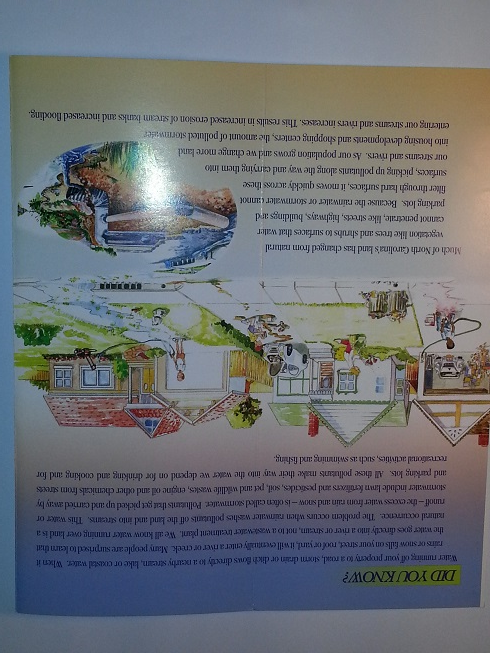 DID YOU KNOW?
Water running off your property to a road, storm drain or ditch flows directly to a nearby stream, lake or coastal water. When it
rains or snow falls on your street, roof or yard, it will eventually enter a river or creek. Many people are surprised to learn that
the water goes directly into a river or stream, not to a wastewater treatment plant. We all know water running over land is a
natural occurrence. The problem occurs when rainwater washes pollutants off the land and into streams. This water or
runoff – the excess water from rain and snow – is often called stormwater. Pollutants that get picked up and carried away by
stormwater include lawn fertilizers and pesticides, soil, pet and wildlife wastes, engine oil and other chemicals from streets
and parking lots. All these pollutants make their way into the water we depend on for drinking and cooking and for
recreational activities, such as swimming and fishing.
Much of North Carolina's land has changed from natural
vegetation like trees and shrubs to surfaces that water
cannot penetrate, like streets, highways, buildings and
parking lots. Because the rainwater or stormwater cannot
filter through hard surfaces, it moves quickly across these
surfaces, picking up pollutants along the way and carrying them into
our streams and rivers. As our population grows and we change more land
into housing developments and shopping centers, the amount of polluted stormwater
entering our streams and rivers increases. This results in increased erosion of stream banks and increased flooding.